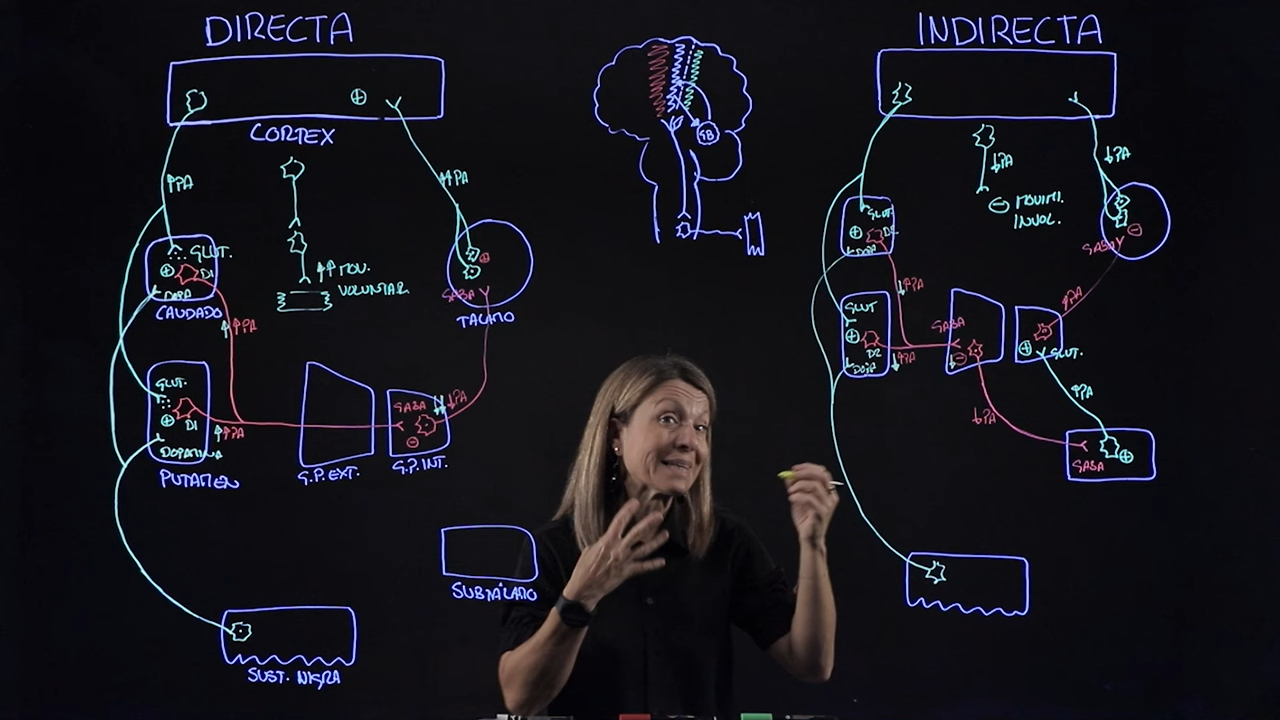 DIRECTA
CORTEX
↑PA
↑↑PA
GLUT.
D1
DOPA
CAUDADO
↑↑ MOV.
VOLUNTAR.
GABA
TALAMO
↑↑PA
GLUT.
D1
DOPAMINA
↑↑PA
PUTAMEN
G.P.EXT.
GABA
↓↓PA
G.P.INT.
SUBTALAMO
SUST. NIGRA
GB
INDIRECTA
↓PA
MOVIMI.
INVOL.
↓PA
GLUT
D2
DOPA
GABA
↓PA
↑PA
GLUT
D2
DOPA
↓PA
GABA
GLUT.
↑PA
↓PA
GABA